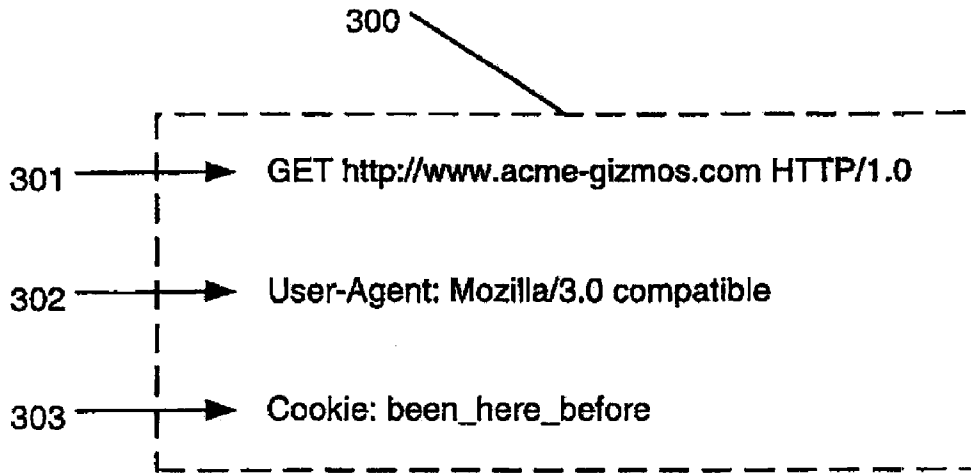 300
301 GET http://www.acme-gizmos.com HTTP/1.0
302 User-Agent: Mozilla/3.0 compatible
303 Cookie: been_here_before